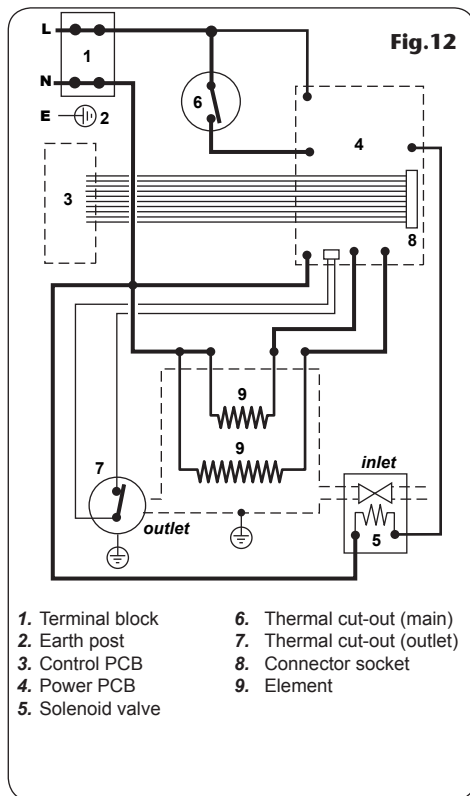 Fig.12
L
1
N
E
2
6
4
3
8
9
9
7
outlet
inlet
5
1. Terminal block
2. Earth post
3. Control PCB
4. Power PCB
5. Solenoid valve
6. Thermal cut-out (main)
7. Thermal cut-out (outlet)
8. Connector socket
9. Element